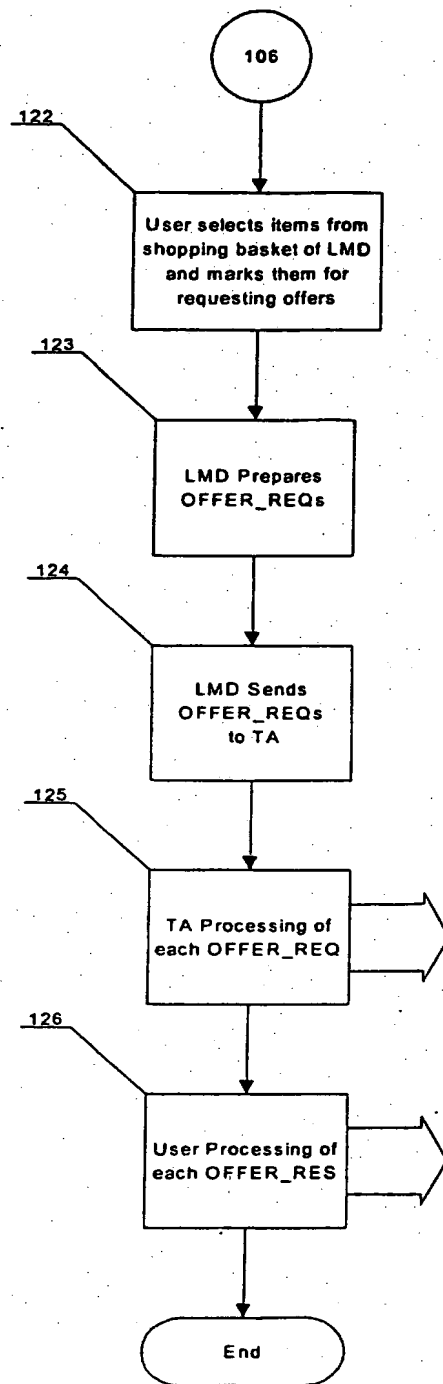 106
122
User selects items from
shopping basket of LMD
and marks them for
requesting offers
123
LMD Prepares
OFFER_REQs
124
LMD Sends
OFFER_REQs
to TA
125
TA Processing of
each OFFER_REQ
126
User Processing of
each OFFER_RES
End